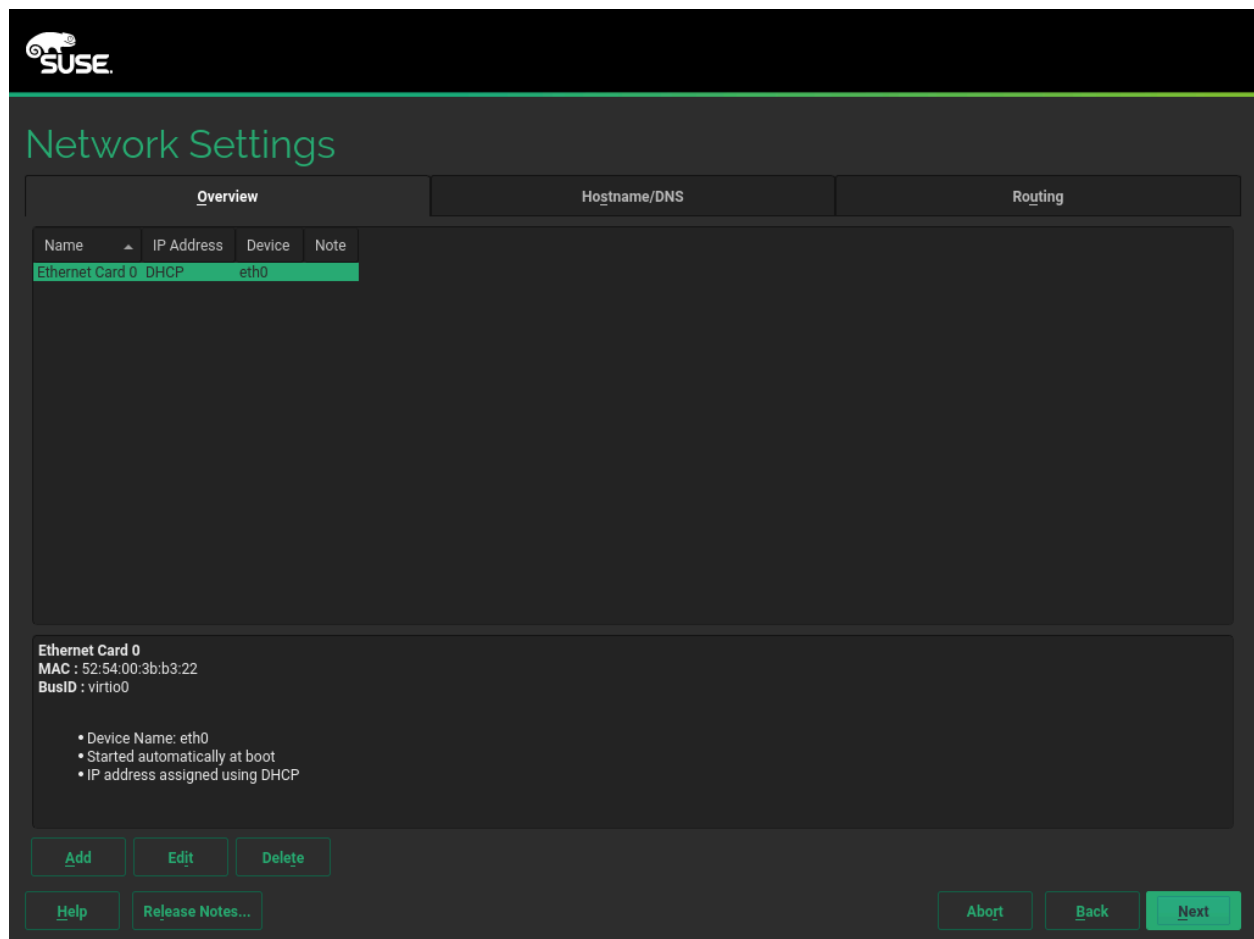 SUSE.
Network Settings
Overview Hostname/DNS Routing
Name IP Address Device Note
Ethernet Card 0 DHCP eth0
Ethernet Card 0
MAC : 52:54:00:3b:b3:22
BusID : virtio0
• Device Name: eth0
• Started automatically at boot
• IP address assigned using DHCP
Add Edit Delete
Help Release Notes... Abort Back Next